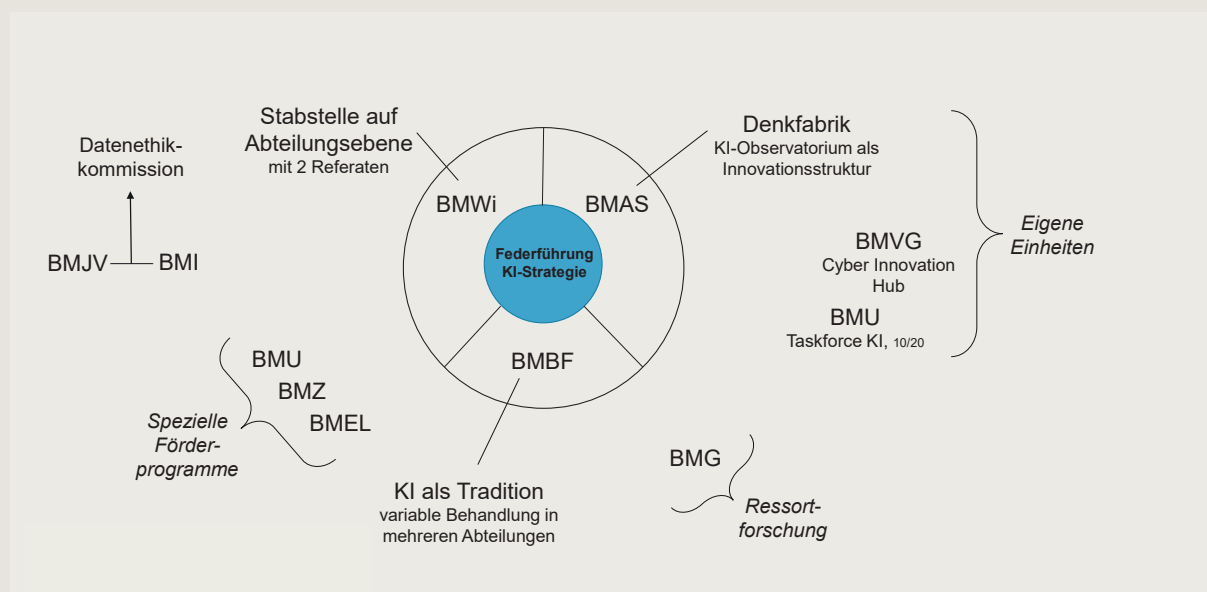 Datenethik-
kommission
BMJV
BMI
Stabstelle auf
Abteilungsebene
mit 2 Referaten
BMWi
BMAS
Federführung
KI-Strategie
BMBF
Denkfabrik
KI-Observatorium als
Innovationsstruktur
BMVG
Cyber Innovation
Hub
BMU
Taskforce KI, 10/20
Eigene
Einheiten
BMU
BMZ
BMEL
Spezielle
Förder-
programme
KI als Tradition
variable Behandlung in
mehreren Abteilungen
BMG
Ressort-
forschung